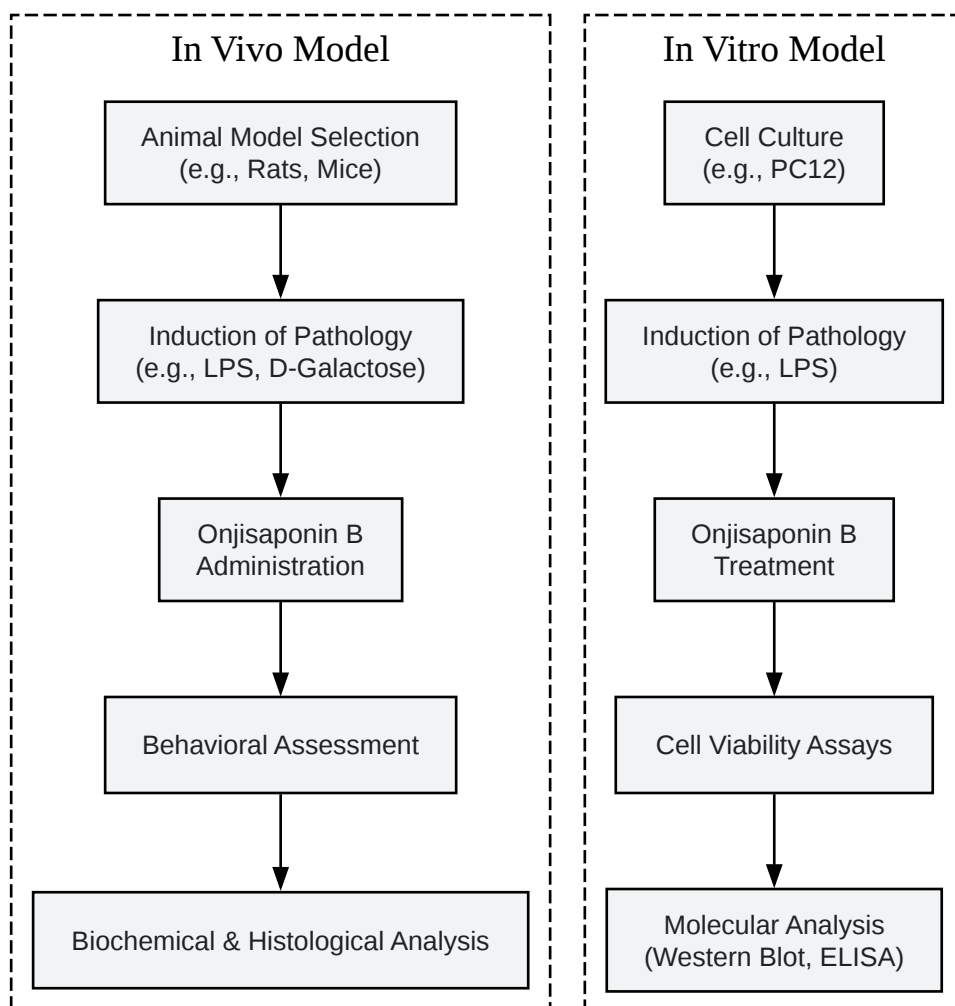 In Vivo Model
Animal Model Selection
(e.g., Rats, Mice)
Induction of Pathology
(e.g., LPS, D-Galactose)
Onjisaponin B
Administration
Behavioral Assessment
Biochemical & Histological Analysis
In Vitro Model
Cell Culture
(e.g., PC12)
Induction of Pathology
(e.g., LPS)
Onjisaponin B
Treatment
Cell Viability Assays
Molecular Analysis
(Western Blot, ELISA)